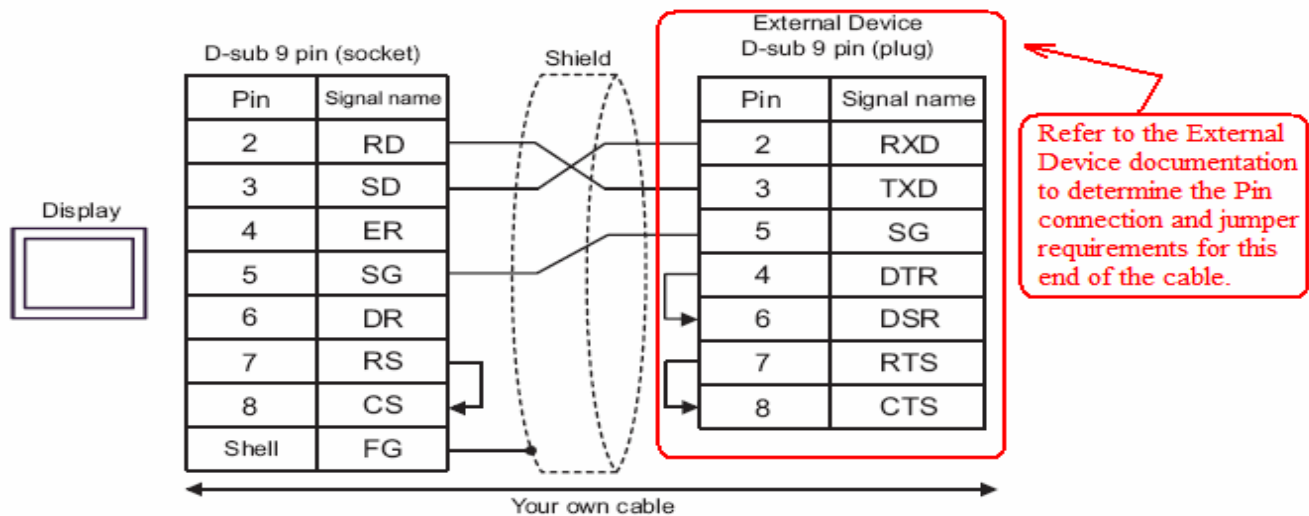 External Device
D-sub 9 pin (socket)
Shield
D-sub 9 pin (plug)
Pin Signal name
2 RD
3 SD
4 ER
5 SG
6 DR
7 RS
8 CS
Shell FG
Display
Pin Signal name
2 RXD
3 TXD
5 SG
4 DTR
6 DSR
7 RTS
8 CTS
Refer to the External
Device documentation
to determine the Pin
connection and jumper
requirements for this
end of the cable.
Your own cable